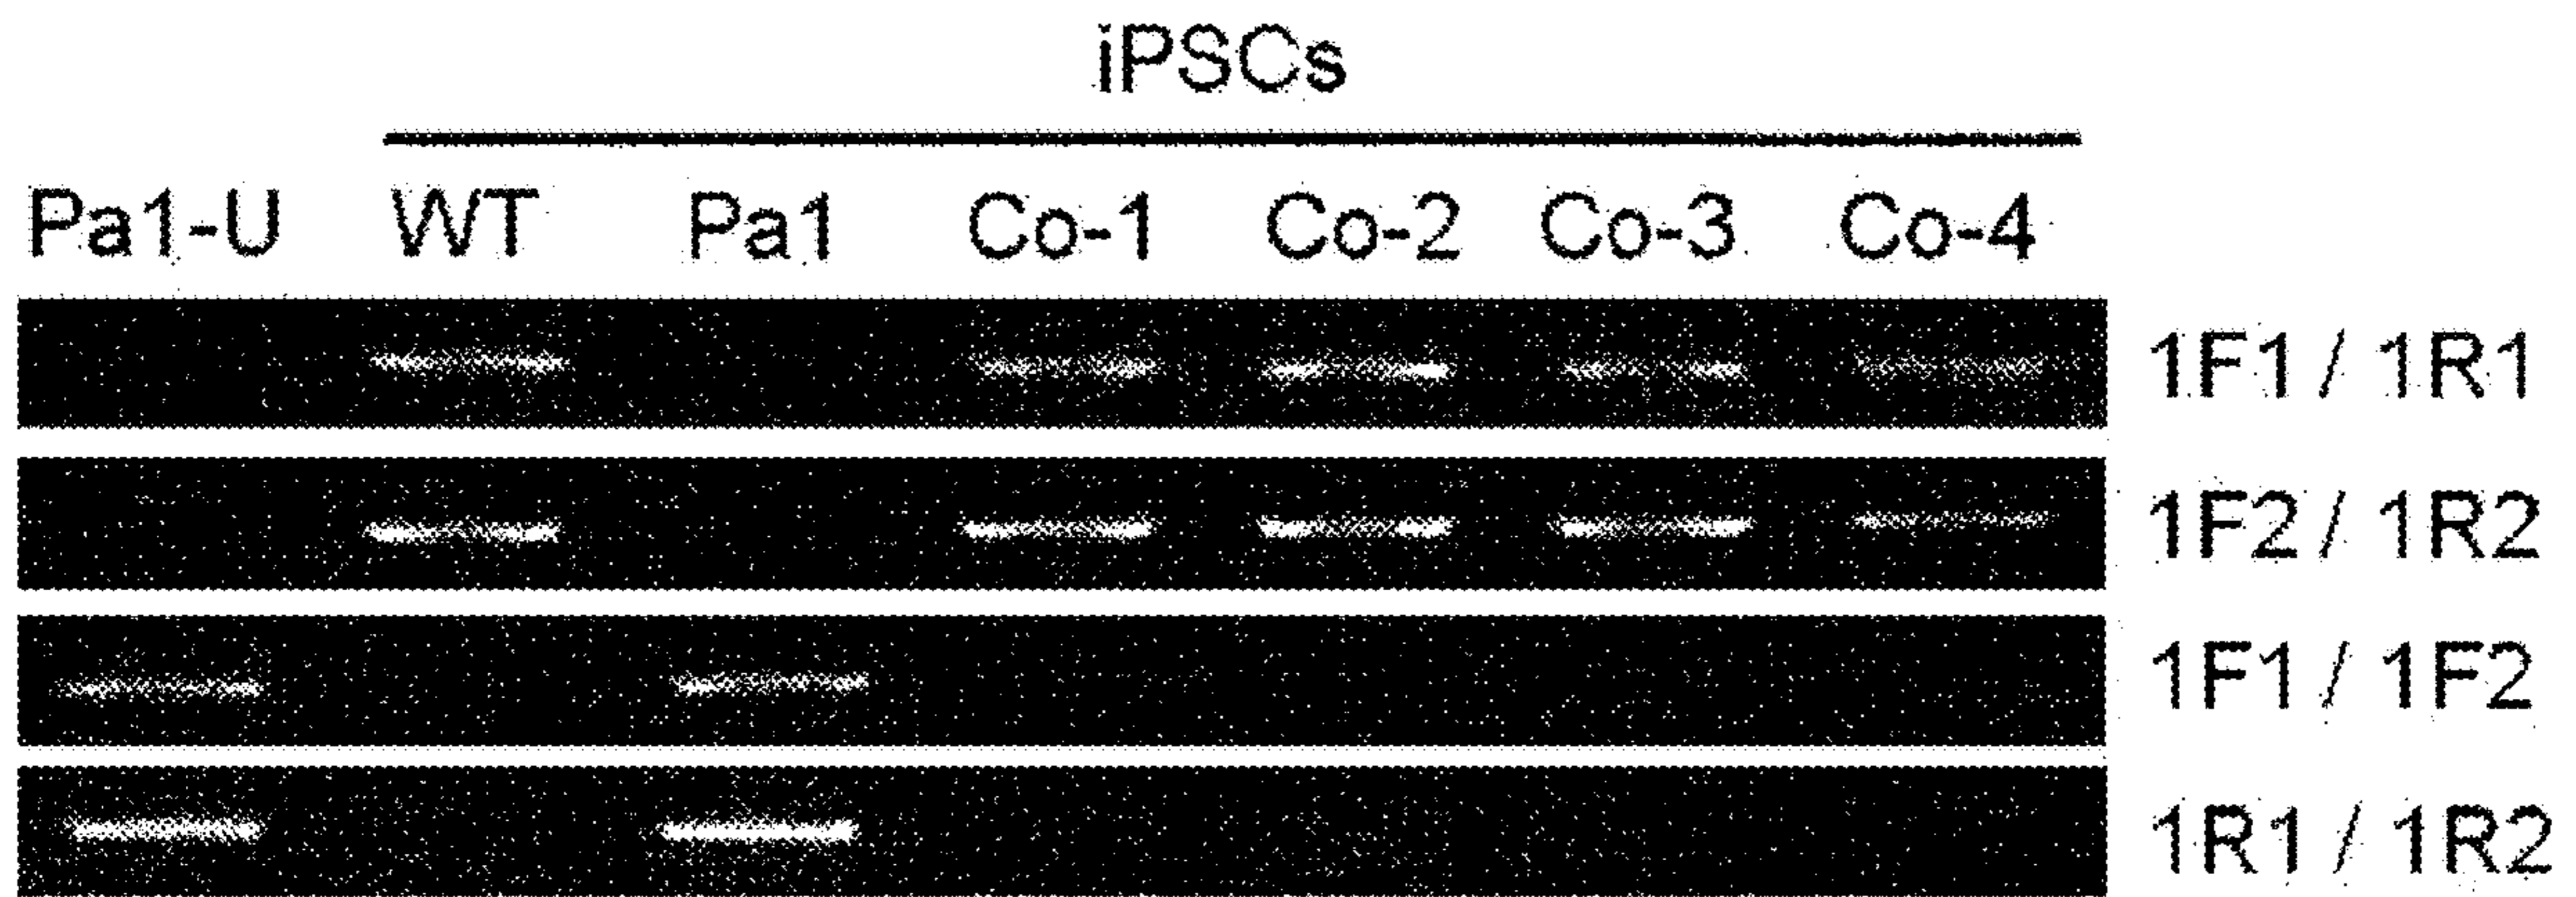 iPSCs
Pa1-U WT Pa1 Co-1 Co-2 Co-3 Co-4
1F1 / 1R1
1F2 / 1R2
1F1 / 1F2
1R1 / 1R2